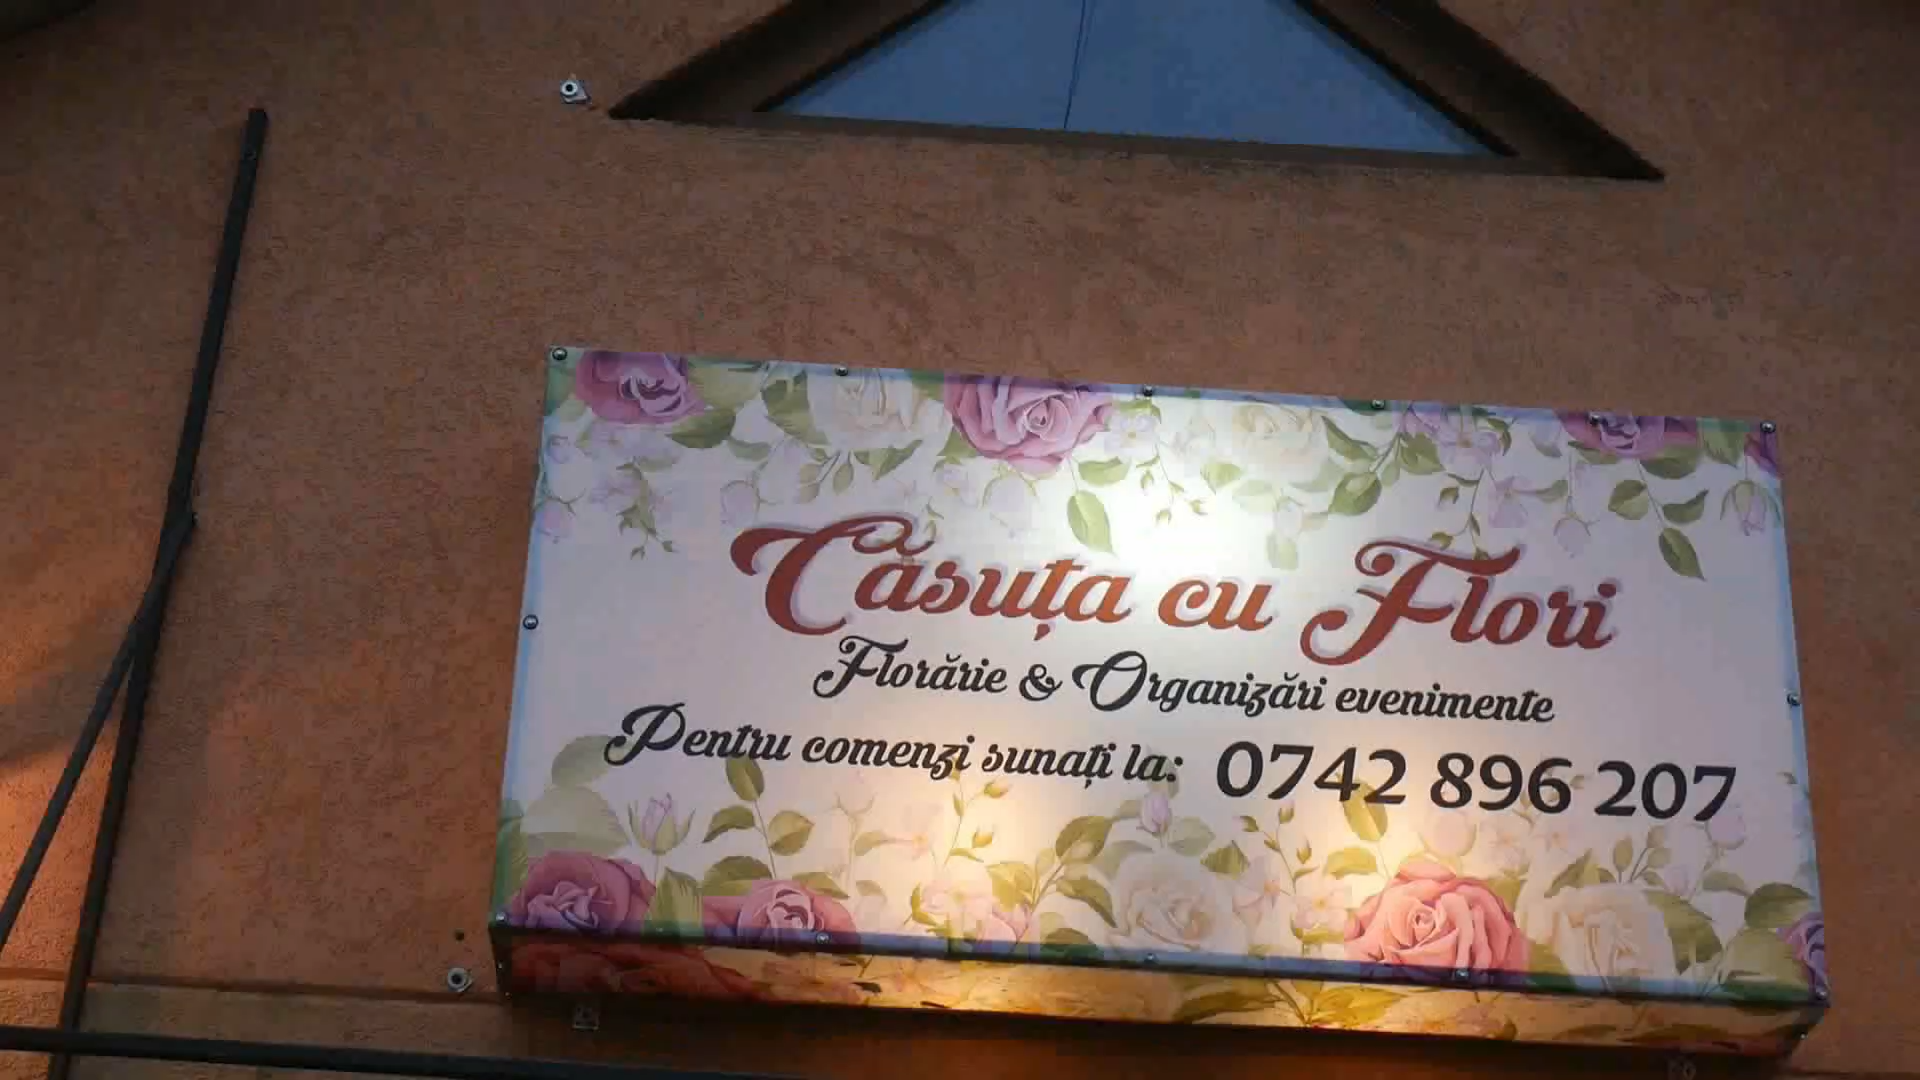 Căsuța cu Flori
Florărie & Organizări evenimente
Pentru comenzi sunați la: 0742 896 207